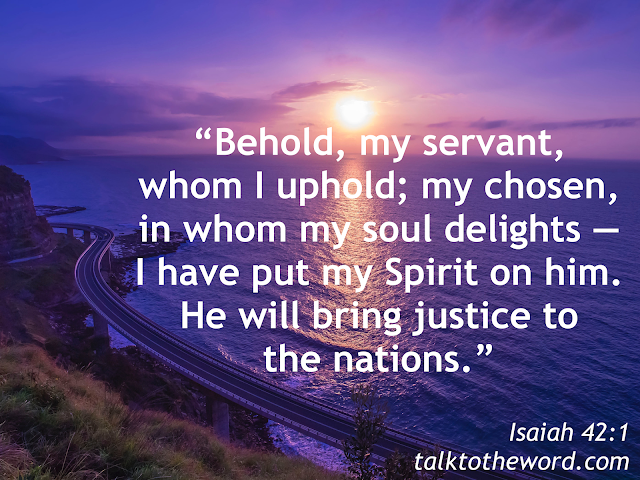 “Behold, my servant,
whom I uphold; my chosen,
in whom my soul delights —
I have put my Spirit on him.
He will bring justice to
the nations.”
Isaiah 42:1
talktotheword.com